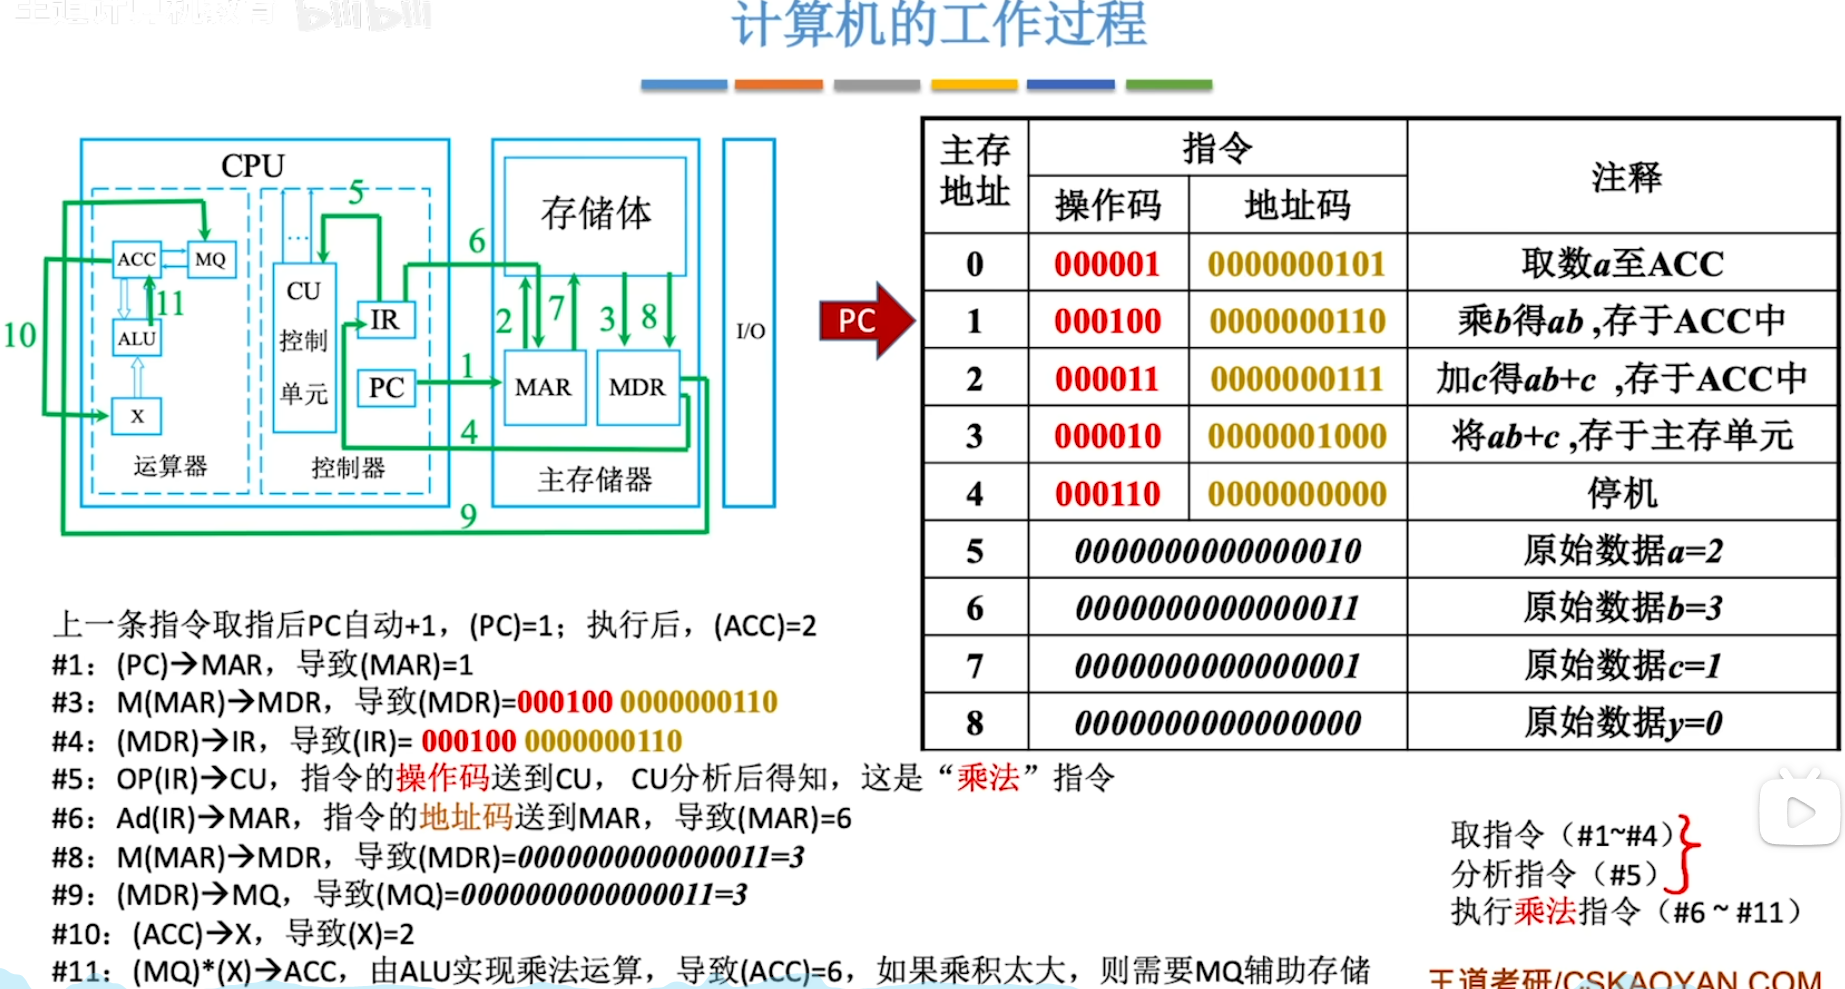 王道计算机教育 bilibili
计算机的工作过程
CPU
5
存储体
6
ACC
MQ
...
CU
控制
单元
IR
11
2
7
3
8
10
ALU
I/O
PC
1
PC
MAR
MDR
X
4
运算器
控制器
主存储器
9
主存地址 指令 注释
操作码 地址码
0 000001 0000000101 取数a至ACC
1 000100 0000000110 乘b得ab ,存于ACC中
2 000011 0000000111 加c得ab+c ,存于ACC中
3 000010 0000001000 将ab+c ,存于主存单元
4 000110 0000000000 停机
5 0000000000000010 原始数据a=2
6 0000000000000011 原始数据b=3
7 0000000000000001 原始数据c=1
8 0000000000000000 原始数据y=0
上一条指令取指后PC自动+1，(PC)=1；执行后，(ACC)=2
#1：(PC)→MAR，导致(MAR)=1
#3：M(MAR)→MDR，导致(MDR)=000100 0000000110
#4：(MDR)→IR，导致(IR)= 000100 0000000110
#5：OP(IR)→CU，指令的操作码送到CU， CU分析后得知，这是“乘法”指令
#6：Ad(IR)→MAR，指令的地址码送到MAR，导致(MAR)=6
#8：M(MAR)→MDR，导致(MDR)=0000000000000011=3
#9：(MDR)→MQ，导致(MQ)=0000000000000011=3
#10：(ACC)→X，导致(X)=2
#11：(MQ)*(X)→ACC，由ALU实现乘法运算，导致(ACC)=6，如果乘积太大，则需要MQ辅助存储
取指令（#1~#4）
分析指令（#5）
执行乘法指令（#6 ~ #11）
王道考研/CSKAOYAN.COM